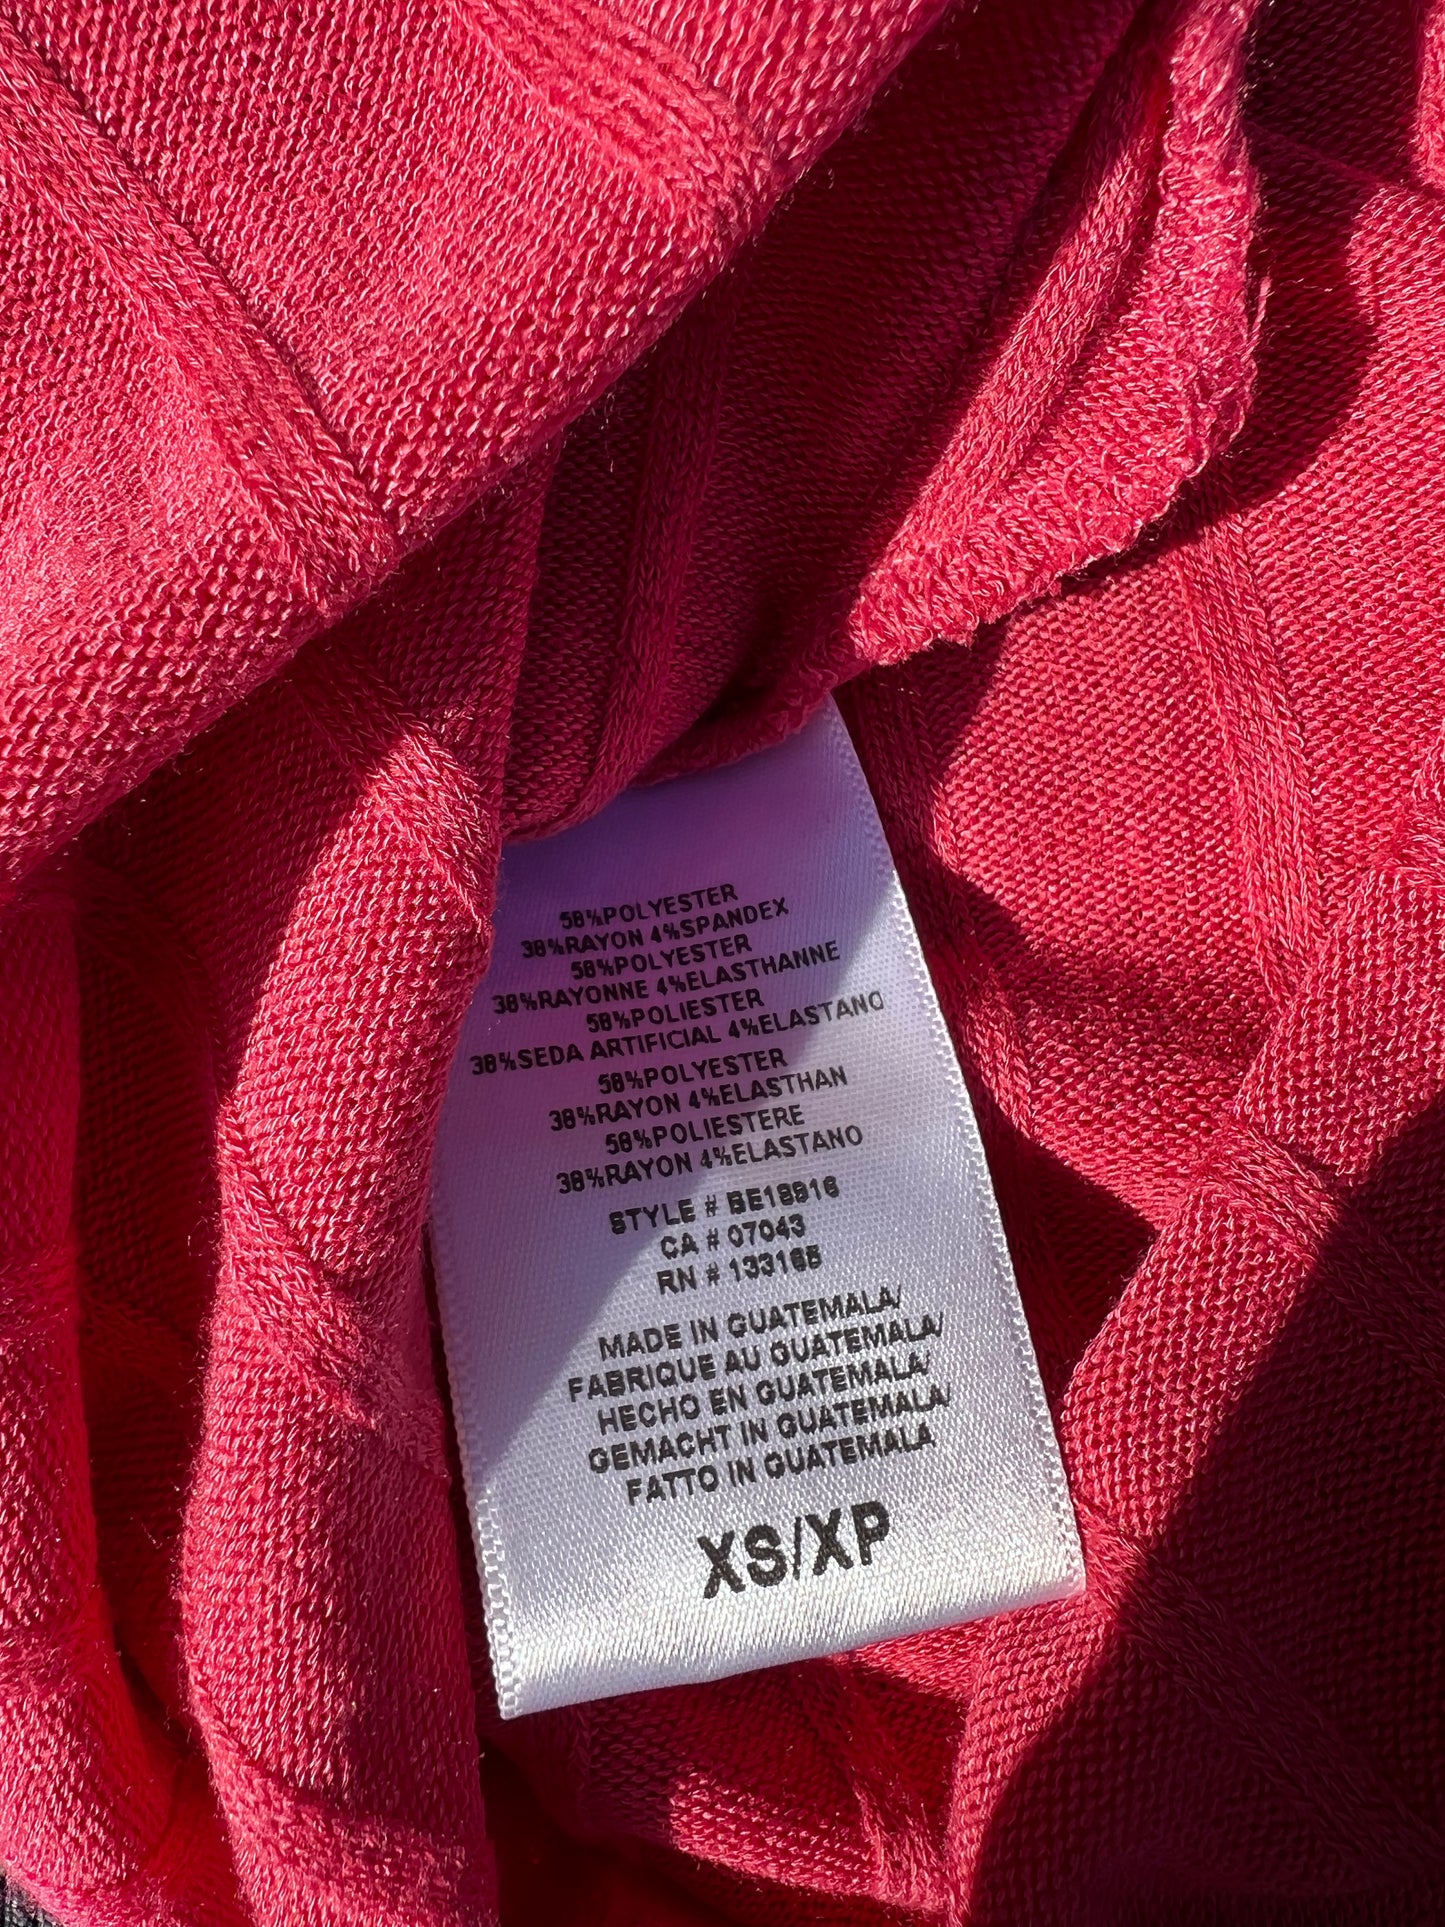 58%POLYESTER
38%RAYON 4%SPANDEX
58%POLYESTER
38%RAYONNE 4%ELASTHANNE
58%POLIESTER
38%SEDA ARTIFICIAL 4%ELASTANO
58%POLYESTER
38%RAYON 4%ELASTHAN
58%POLIESTERE
38%RAYON 4%ELASTANO
STYLE # BE18916
CA # 07043
RN # 133165
MADE IN GUATEMALA/
FABRIQUE AU GUATEMALA/
HECHO EN GUATEMALA/
GEMACHT IN GUATEMALA/
FATTO IN GUATEMALA
XS/XP